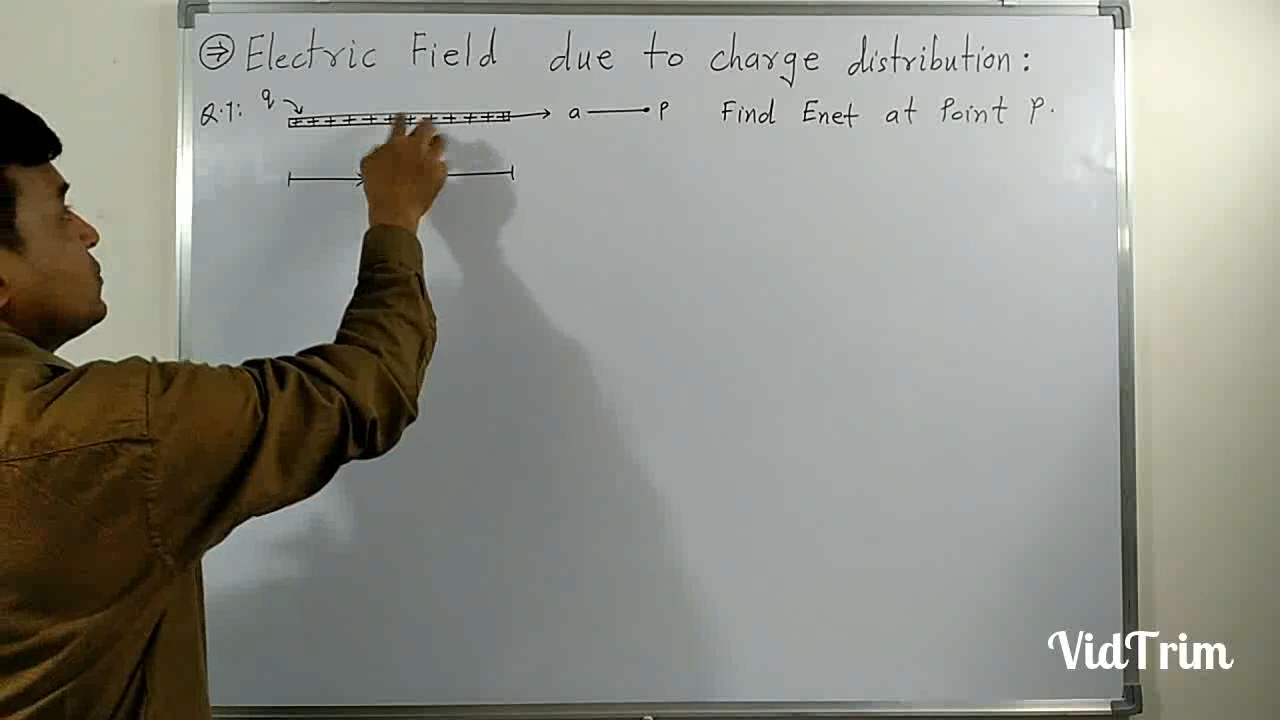 ⇒ Electric Field due to charge distribution:
Q.1: q + + + + + + + + + + + a P Find Enet at Point P.
VidTrim